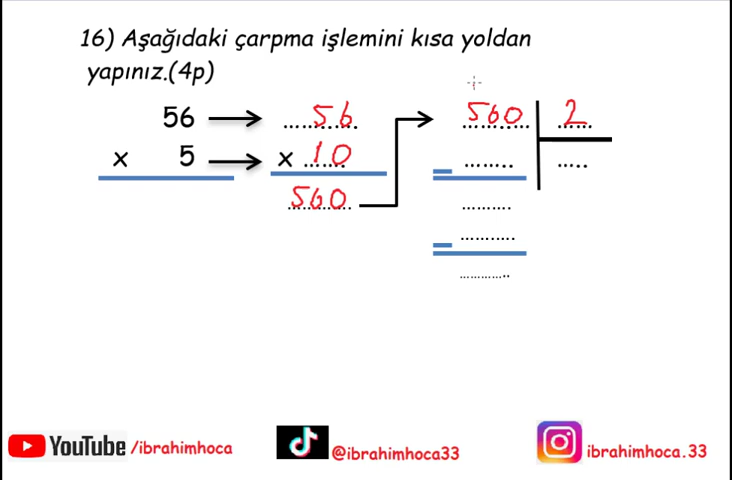 16) Aşağıdaki çarpma işlemini kısa yoldan
yapınız.(4p)
56 56 560 2
x 5 x 10
560
YouTube /ibrahimhoca @ibrahimhoca33 ibrahimhoca.33